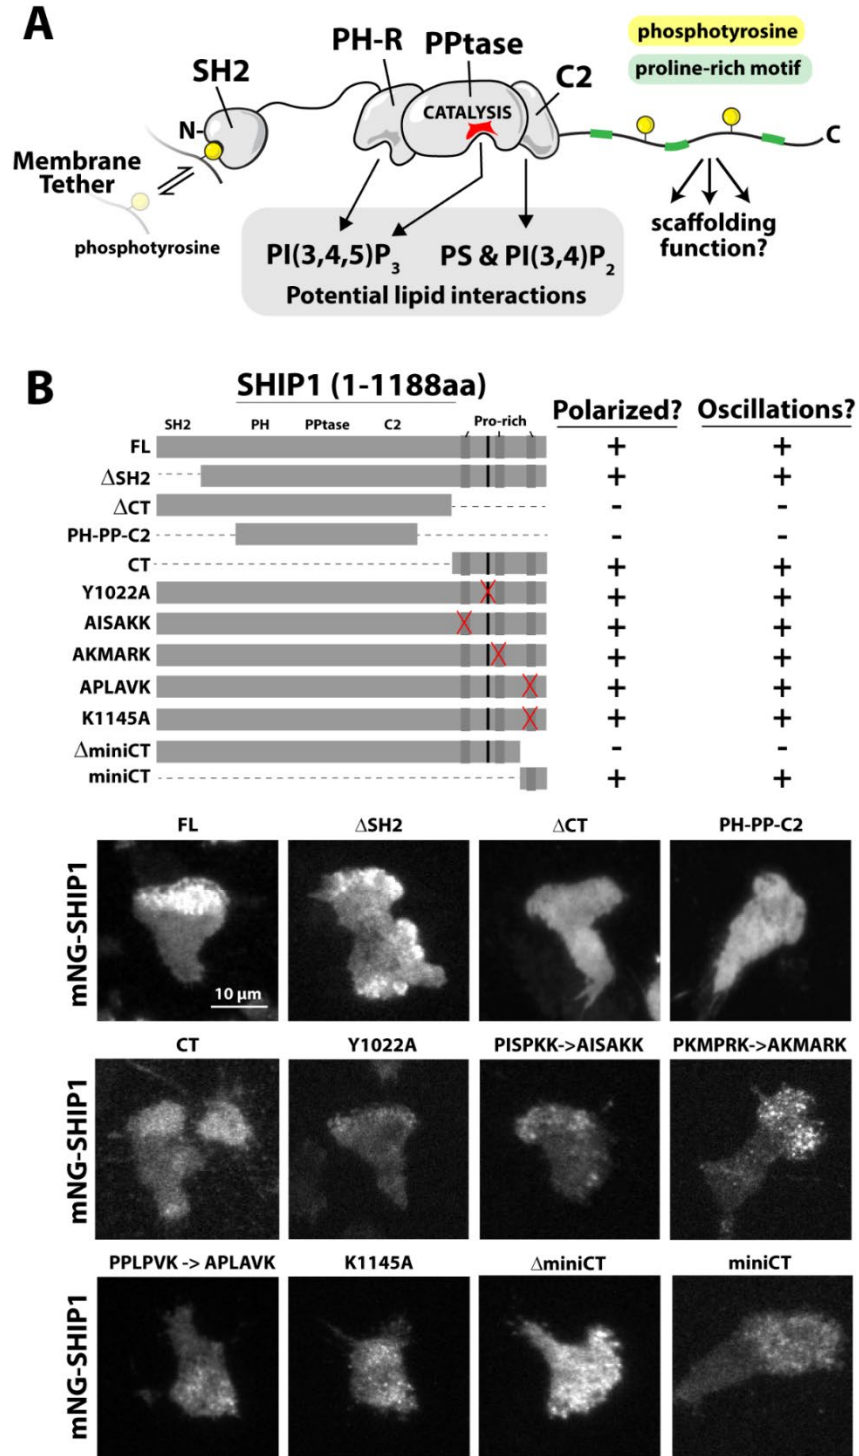 A
phosphotyrosine
proline-rich motif
PH-R PPtase
SH2
C2
CATALYSIS
N-
C
Membrane
Tether
phosphotyrosine
scaffolding
function?
PI(3,4,5)P3 PS & PI(3,4)P2
Potential lipid interactions
B
SHIP1 (1-1188aa)
Polarized? Oscillations?
SH2 PH PPtase C2 Pro-rich
FL + +
ΔSH2 + +
ΔCT - -
PH-PP-C2 - -
CT + +
Y1022A + +
AISAKK + +
AKMARK + +
APLAVK + +
K1145A + +
ΔminiCT - -
miniCT + +
FL ΔSH2 ΔCT PH-PP-C2
mNG-SHIP1
10 μm
CT Y1022A PISPKK->AISAKK PKMPRK->AKMARK
mNG-SHIP1
PPLPVK -> APLAVK K1145A ΔminiCT miniCT
mNG-SHIP1